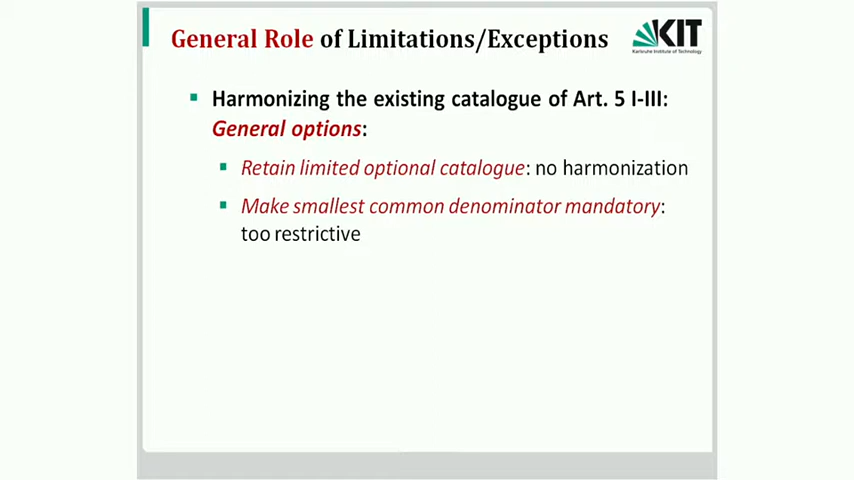 General Role of Limitations/Exceptions
KIT
Karlsruhe Institute of Technology
Harmonizing the existing catalogue of Art. 5 I-III:
General options:
Retain limited optional catalogue: no harmonization
Make smallest common denominator mandatory:
too restrictive